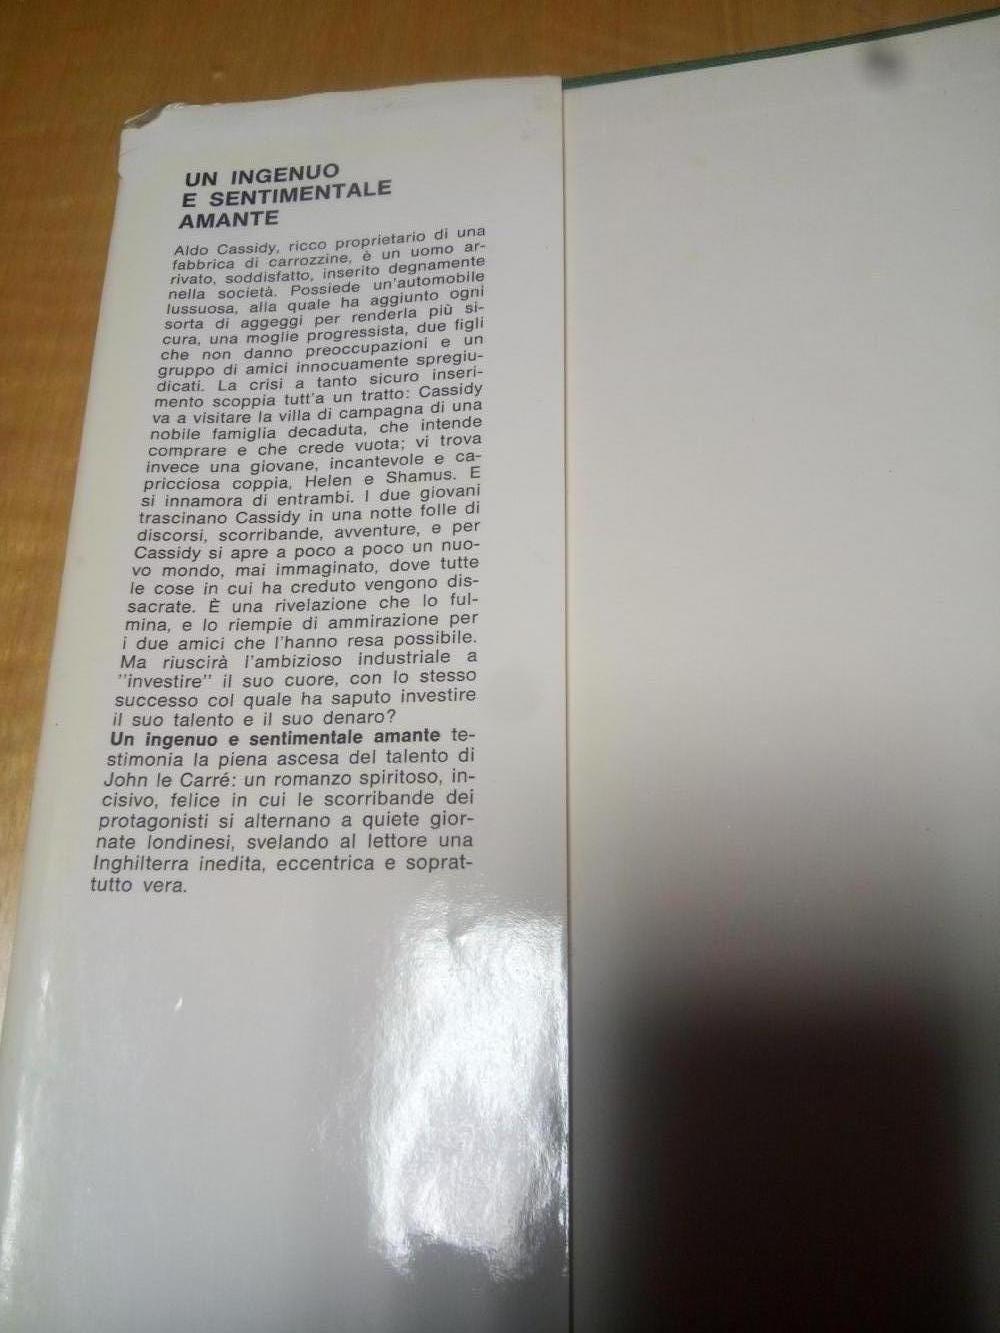 UN INGENUO
E SENTIMENTALE
AMANTE
Aldo Cassidy, ricco proprietario di una
fabbrica di carrozzine, è un uomo ar-
rivato, soddisfatto, inserito degnamente
nella società. Possiede un'automobile
lussuosa, alla quale ha aggiunto ogni
sorta di aggeggi per renderla più si-
cura, una moglie progressista, due figli
che non danno preoccupazioni e un
gruppo di amici innocuamente spregiu-
dicati. La crisi a tanto sicuro inseri-
mento scoppia tutt'a un tratto: Cassidy
va a visitare la villa di campagna di una
nobile famiglia decaduta, che intende
comprare e che crede vuota; vi trova
invece una giovane, incantevole e ca-
pricciosa coppia, Helen e Shamus. E
si innamora di entrambi. I due giovani
trascinano Cassidy in una notte folle di
discorsi, scorribande, avventure, e per
Cassidy si apre a poco a poco un nuo-
vo mondo, mai immaginato, dove tutte
le cose in cui ha creduto vengono dis-
sacrate. È una rivelazione che lo ful-
mina, e lo riempie di ammirazione per
i due amici che l'hanno resa possibile.
Ma riuscirà l'ambizioso industriale a
"investire" il suo cuore, con lo stesso
successo col quale ha saputo investire
il suo talento e il suo denaro?
Un ingenuo e sentimentale amante te-
stimonia la piena ascesa del talento di
John le Carré: un romanzo spiritoso, in-
cisivo, felice in cui le scorribande dei
protagonisti si alternano a quiete gior-
nate londinesi, svelando al lettore una
Inghilterra inedita, eccentrica e soprat-
tutto vera.